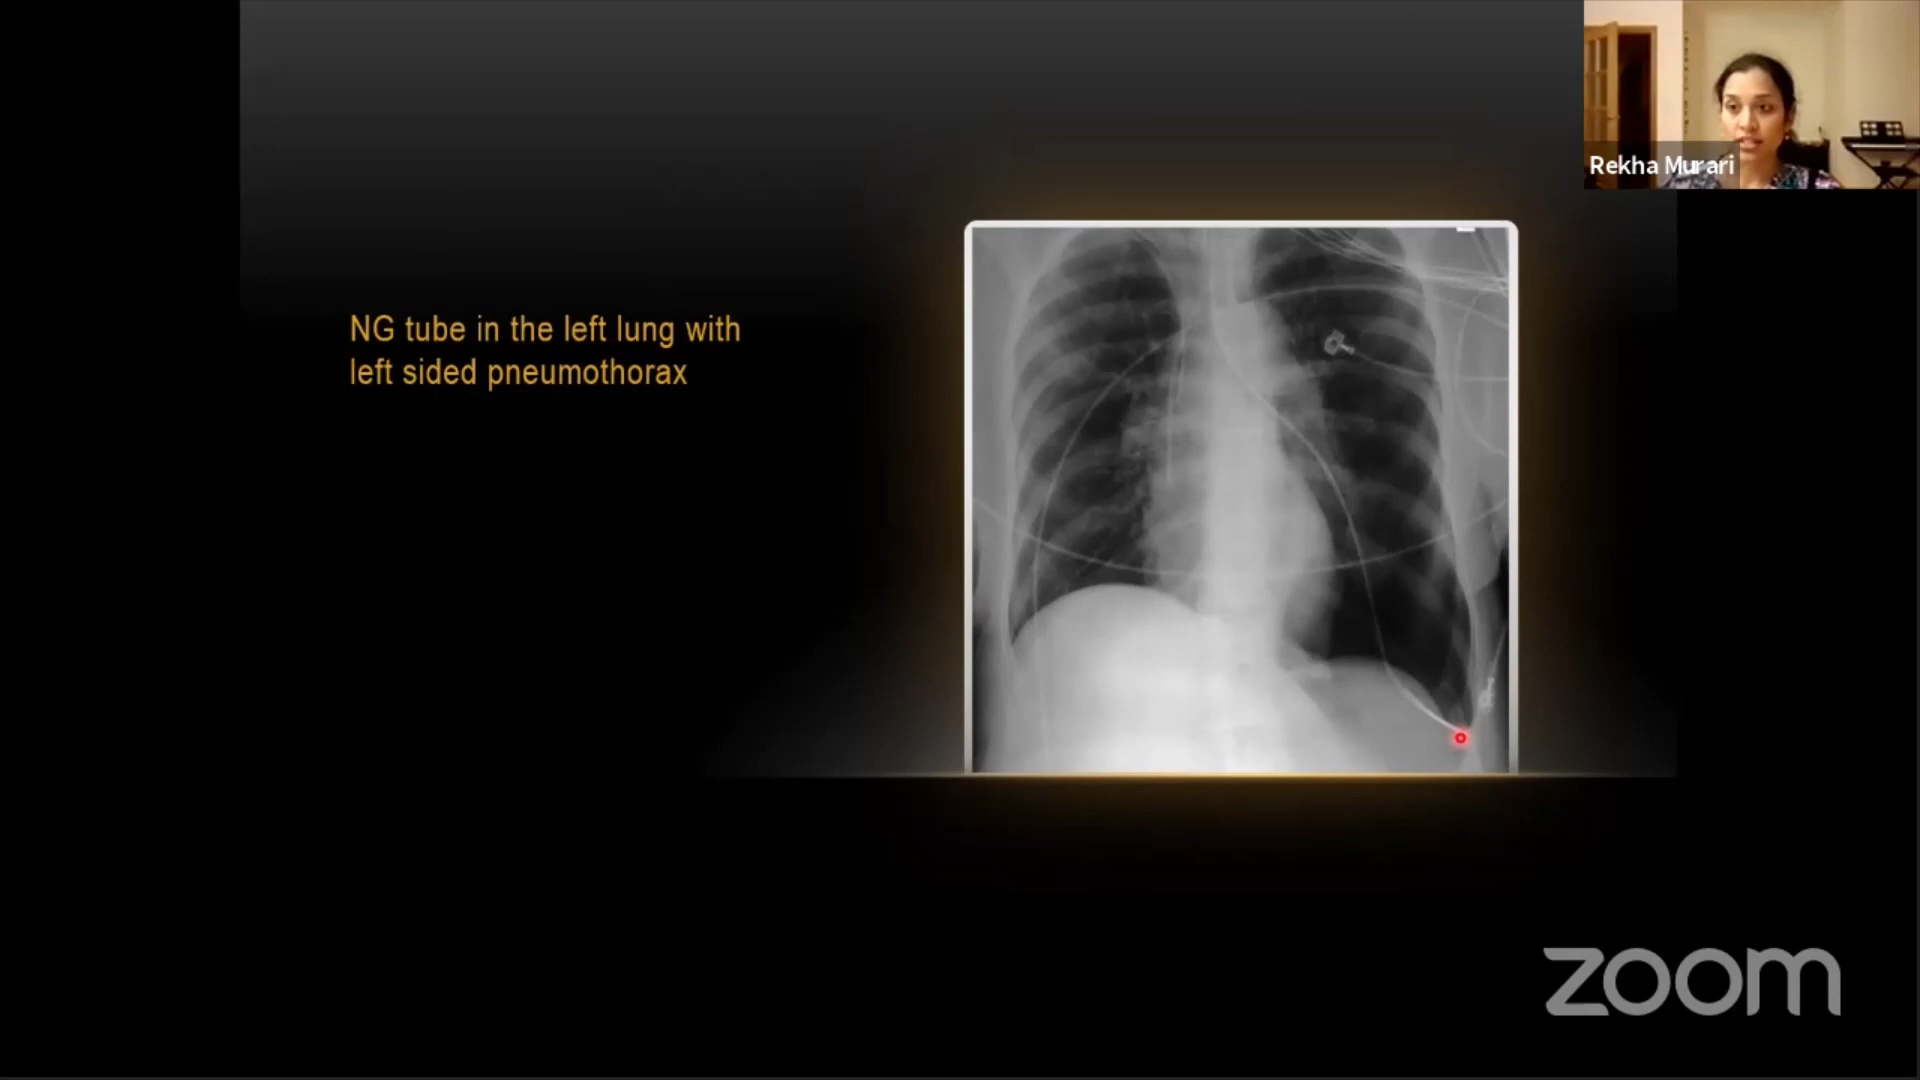 Rekha Murari
NG tube in the left lung with
left sided pneumothorax
zoom